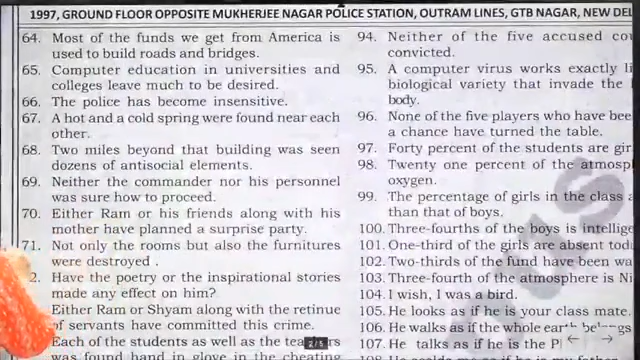 1997, GROUND FLOOR OPPOSITE MUKHERJEE NAGAR POLICE STATION, OUTRAM LINES, GTB NAGAR, NEW DEL
64. Most of the funds we get from America is
used to build roads and bridges.
65. Computer education in universities and
colleges leave much to be desired.
66. The police has become insensitive.
67. A hot and a cold spring were found near each
other.
68. Two miles beyond that building was seen
dozens of antisocial elements.
69. Neither the commander nor his personnel
was sure how to proceed.
70. Either Ram or his friends along with his
mother have planned a surprise party.
71. Not only the rooms but also the furnitures
were destroyed .
2. Have the poetry or the inspirational stories
made any effect on him?
Either Ram or Shyam along with the retinue
of servants have committed this crime.
Each of the students as well as the
was found hand in glove in the cheating
94. Neither of the five accused cou
convicted.
95. A computer virus works exactly li
biological variety that invade the
body.
96. None of the five players who have bee
a chance have turned the table.
97. Forty percent of the students are gir
98. Twenty one percent of the atmosp
oxygen.
99. The percentage of girls in the class
than that of boys.
100. Three-fourths of the boys is intellige
101. One-third of the girls are absent tod
102. Two-thirds of the fund have been wa
103. Three-fourth of the atmosphere is Ni
104. I wish, I was a bird.
105. He looks as if he is your class mate.
106. He walks as if the whole earth belongs
107. He talks as if he is the P
2/5